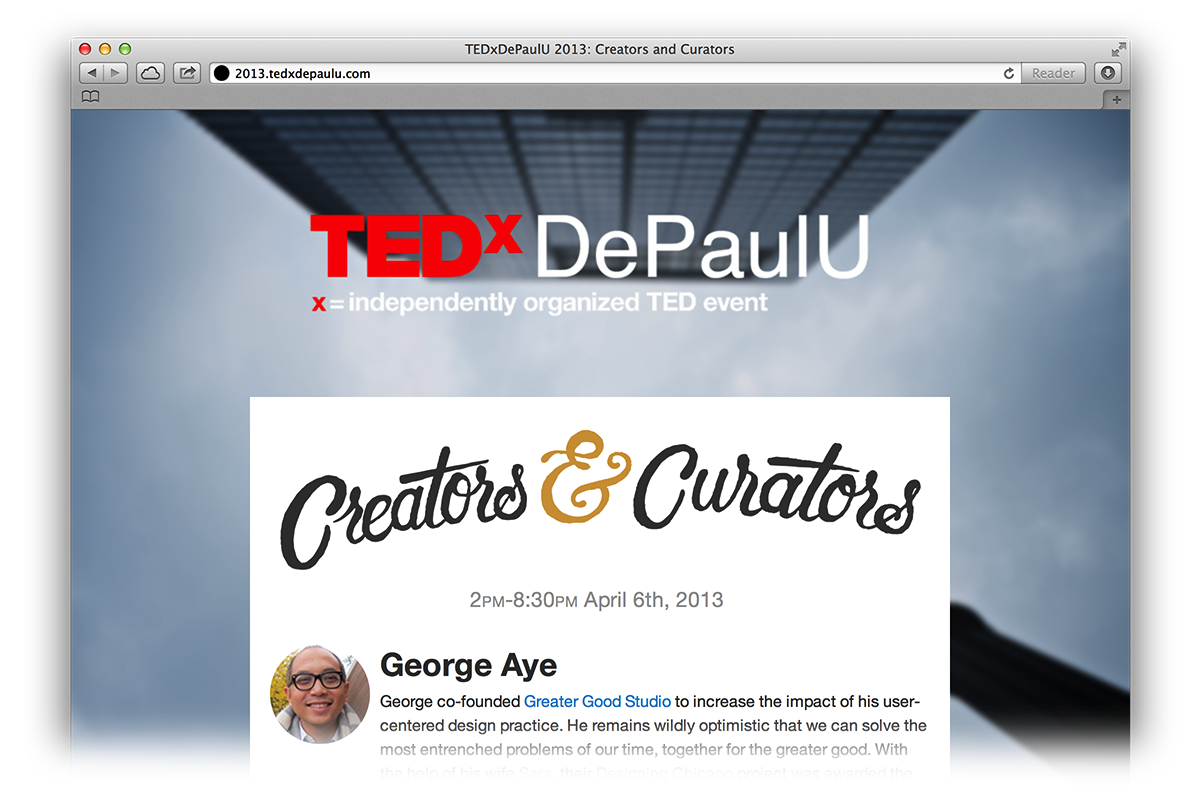 TEDxDePaulU 2013: Creators and Curators
2013.tedxdepaulu.com
Reader
TEDx DePaulU
x = independently organized TED event
Creators & Curators
2PM-8:30PM April 6th, 2013
George Aye
George co-founded Greater Good Studio to increase the impact of his user-
centered design practice. He remains wildly optimistic that we can solve the
most entrenched problems of our time, together for the greater good. With
the help of his wife Sara, their Designing Chicago project was awarded the